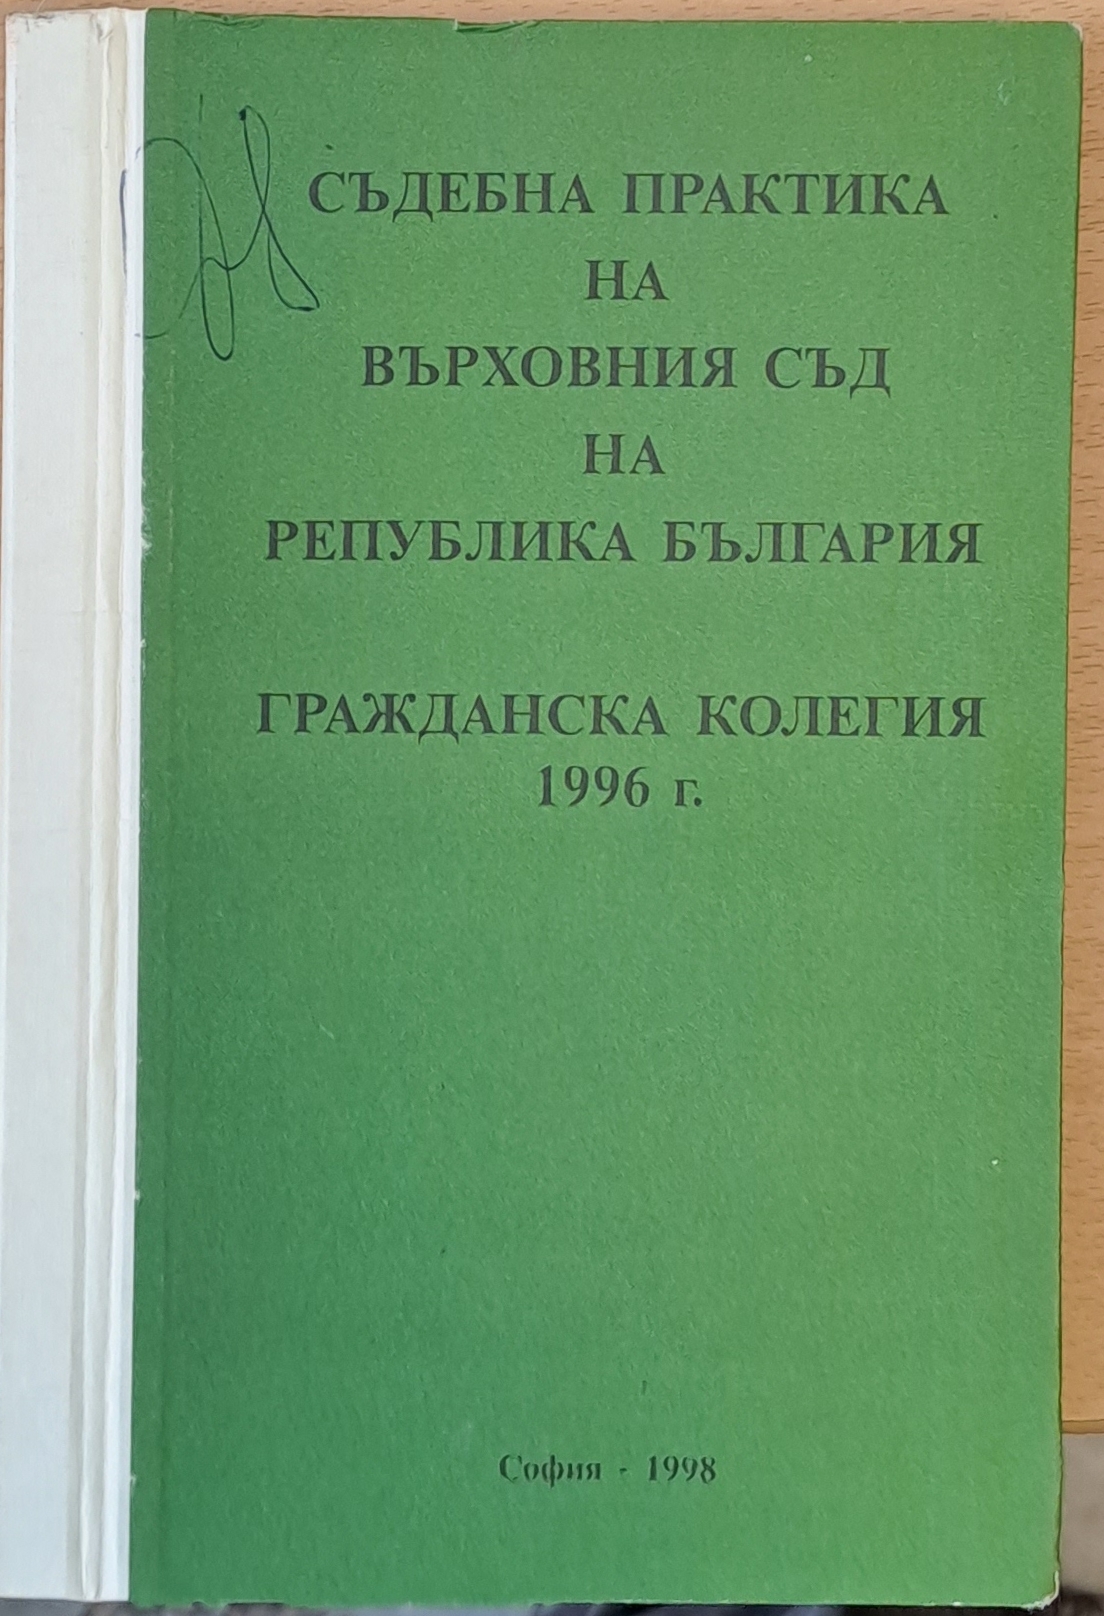 СЪДЕБНА ПРАКТИКА
НА
ВЪРХОВНИЯ СЪД
НА
РЕПУБЛИКА БЪЛГАРИЯ
ГРАЖДАНСКА КОЛЕГИЯ
1996 г.
София - 1998